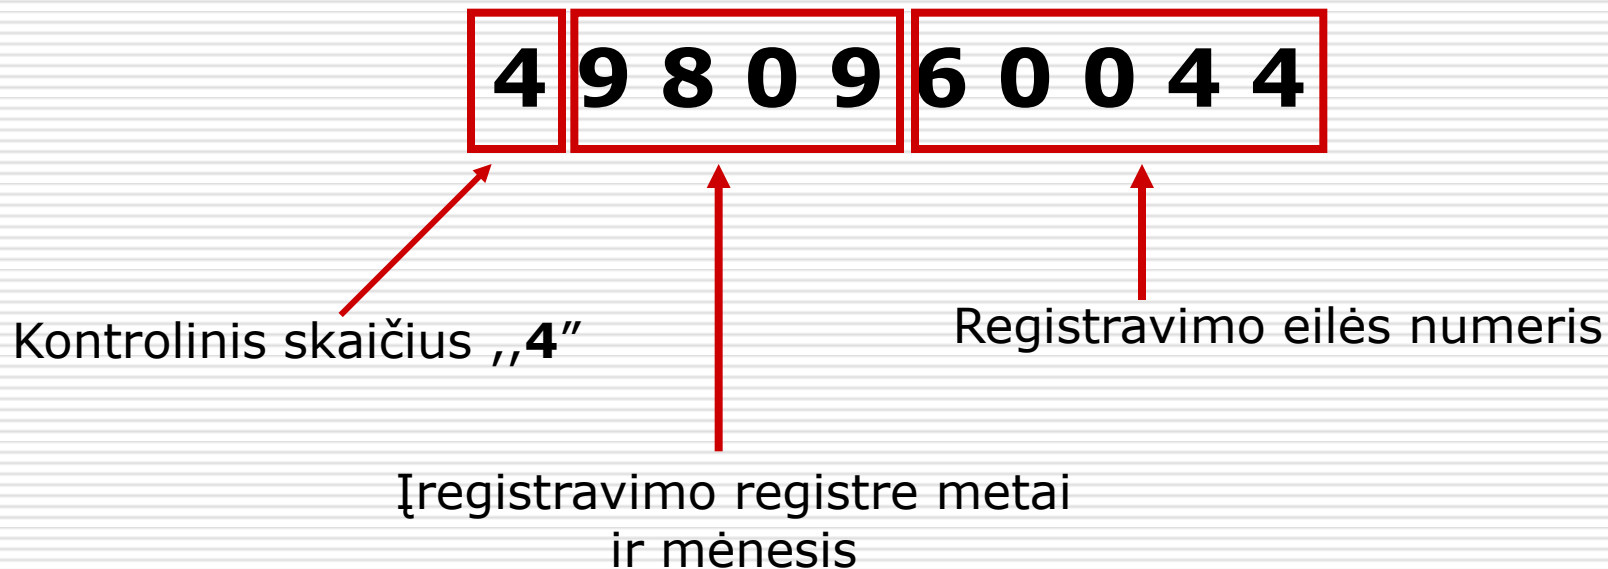 4 9 8 0 9 6 0 0 4 4
Kontrolinis skaičius ,,4”
Registravimo eilės numeris
Įregistravimo registre metai
ir mėnesis